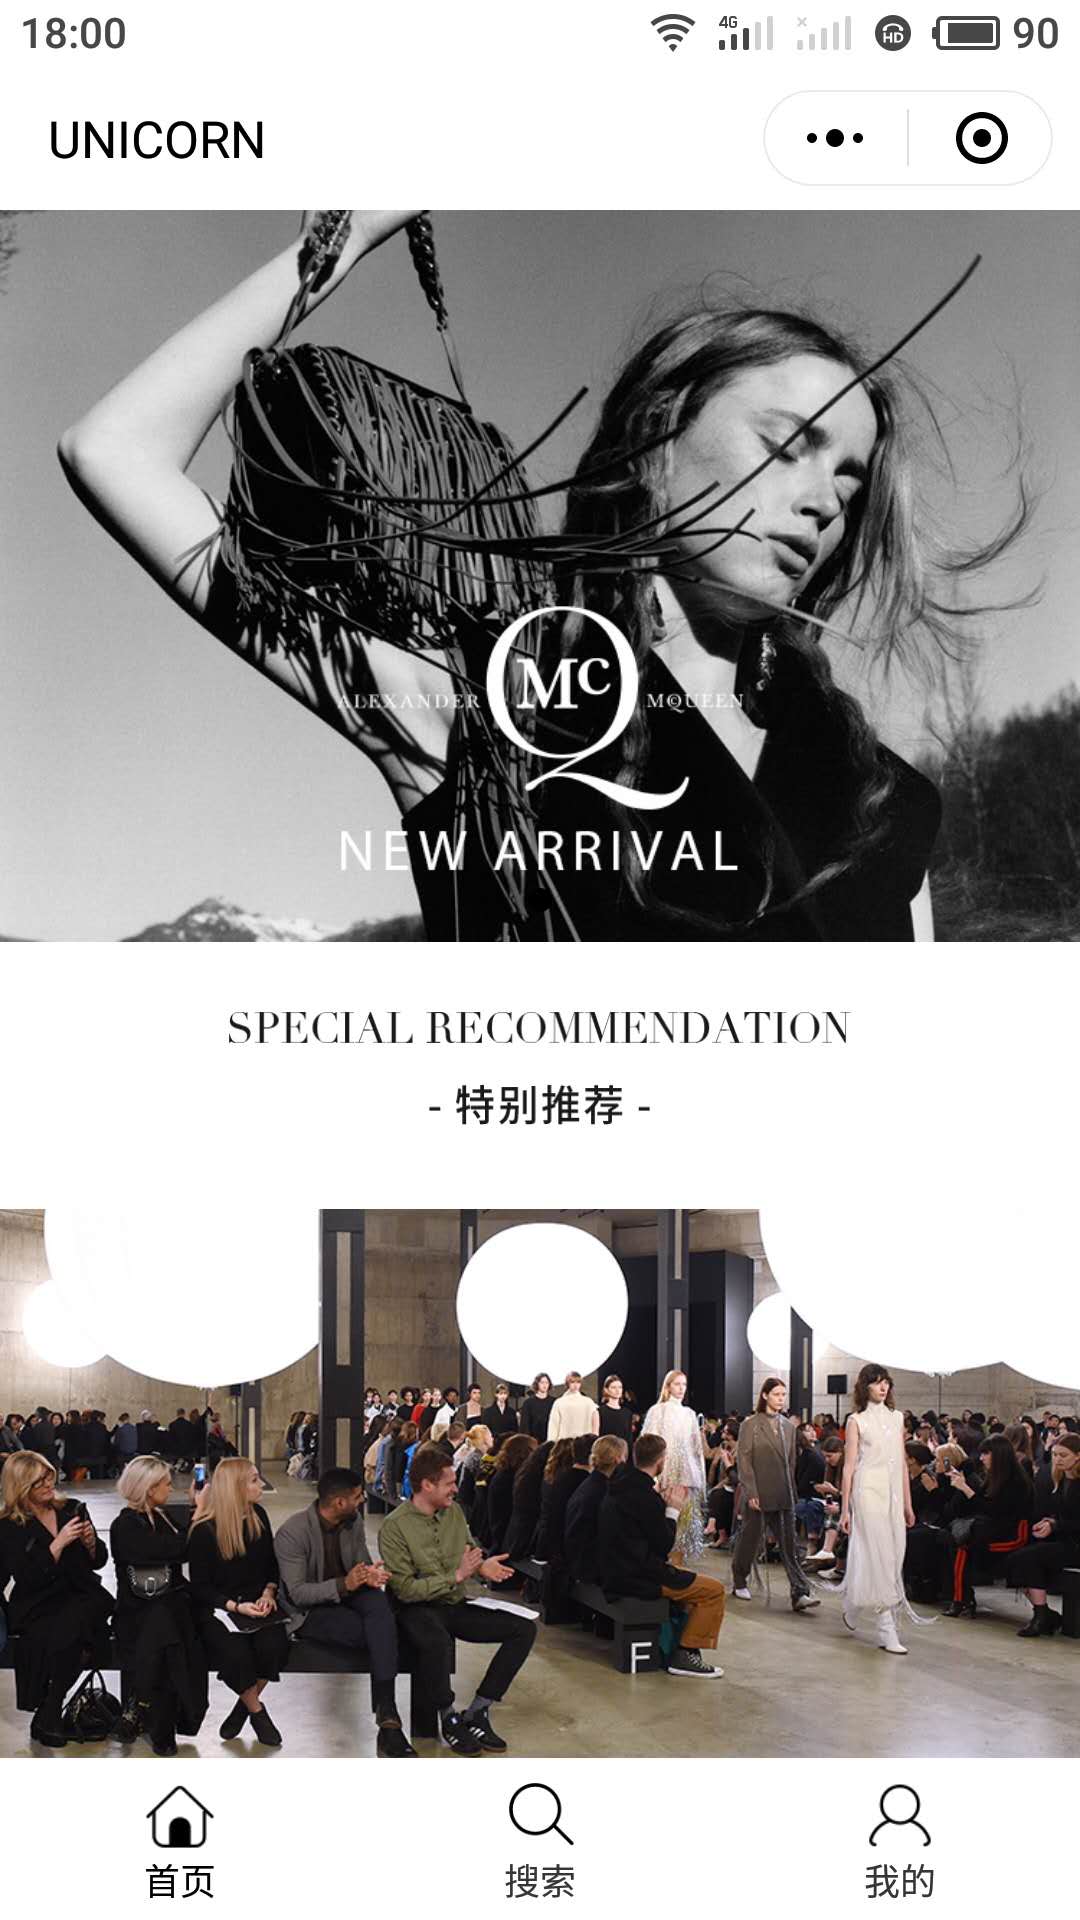 18:00
4G
HD
90
UNICORN
McQ
ALEXANDER MCQUEEN
NEW ARRIVAL
SPECIAL RECOMMENDATION
- 特别推荐 -
F
首页
搜索
我的